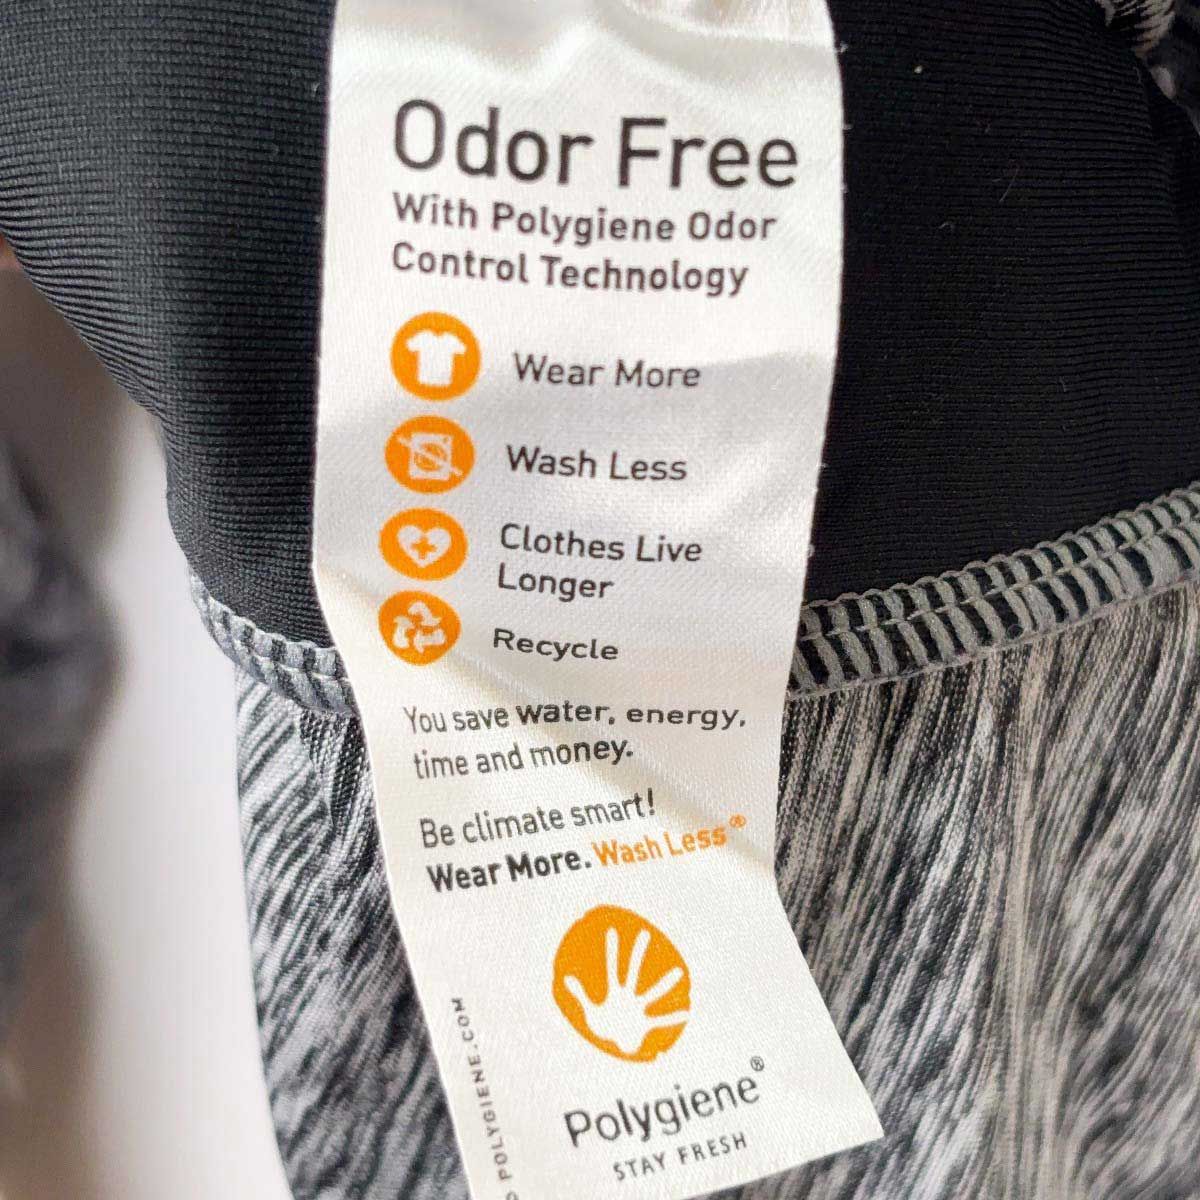 Odor Free
With Polygiene Odor
Control Technology
Wear More
Wash Less
Clothes Live
Longer
Recycle
You save water, energy,
time and money.
Be climate smart!
Wear More. Wash Less®
Polygiene®
STAY FRESH
POLYGIENE.COM